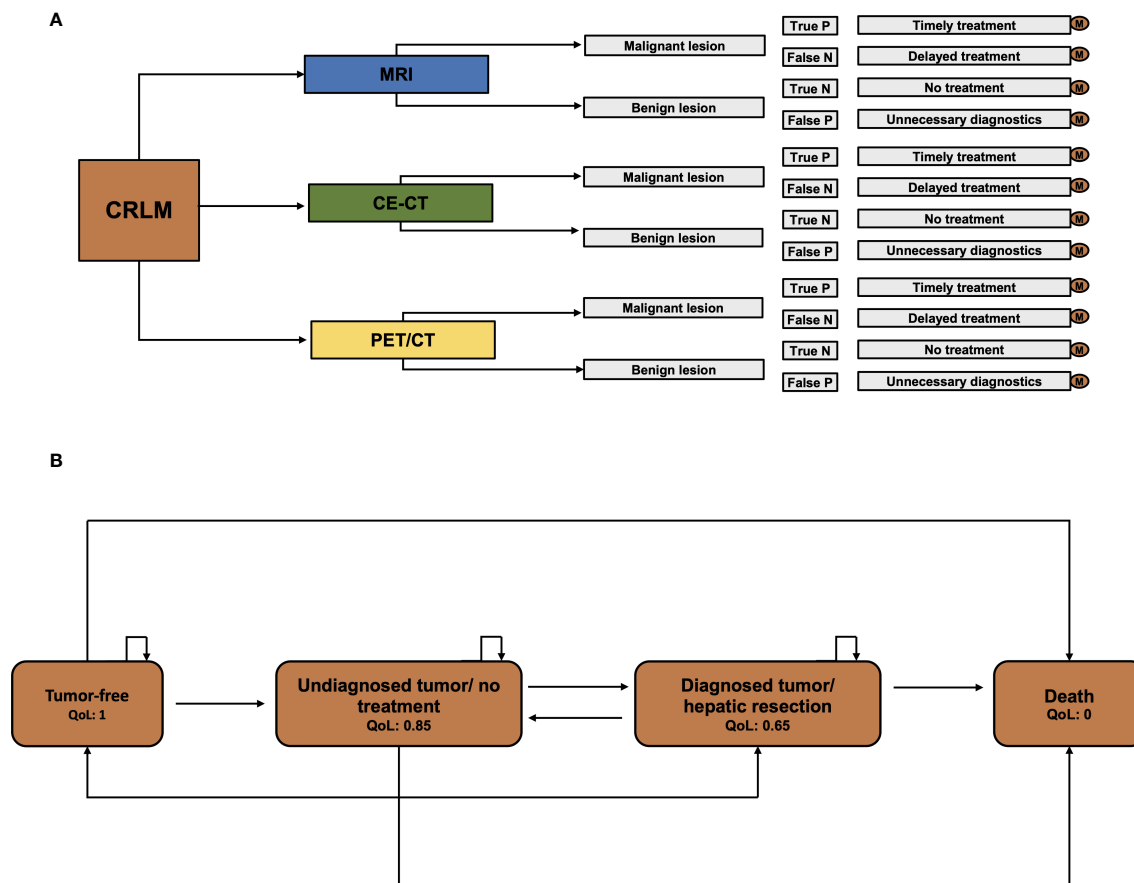 A
CRLM
MRI
Malignant lesion
Benign lesion
True P
Timely treatment
M
False N
Delayed treatment
M
True N
No treatment
M
False P
Unnecessary diagnostics
M
CE-CT
Malignant lesion
Benign lesion
True P
Timely treatment
M
False N
Delayed treatment
M
True N
No treatment
M
False P
Unnecessary diagnostics
M
PET/CT
Malignant lesion
Benign lesion
True P
Timely treatment
M
False N
Delayed treatment
M
True N
No treatment
M
False P
Unnecessary diagnostics
M
B
Tumor-free
QoL: 1
Undiagnosed tumor/ no
treatment
QoL: 0.85
Diagnosed tumor/
hepatic resection
QoL: 0.65
Death
QoL: 0